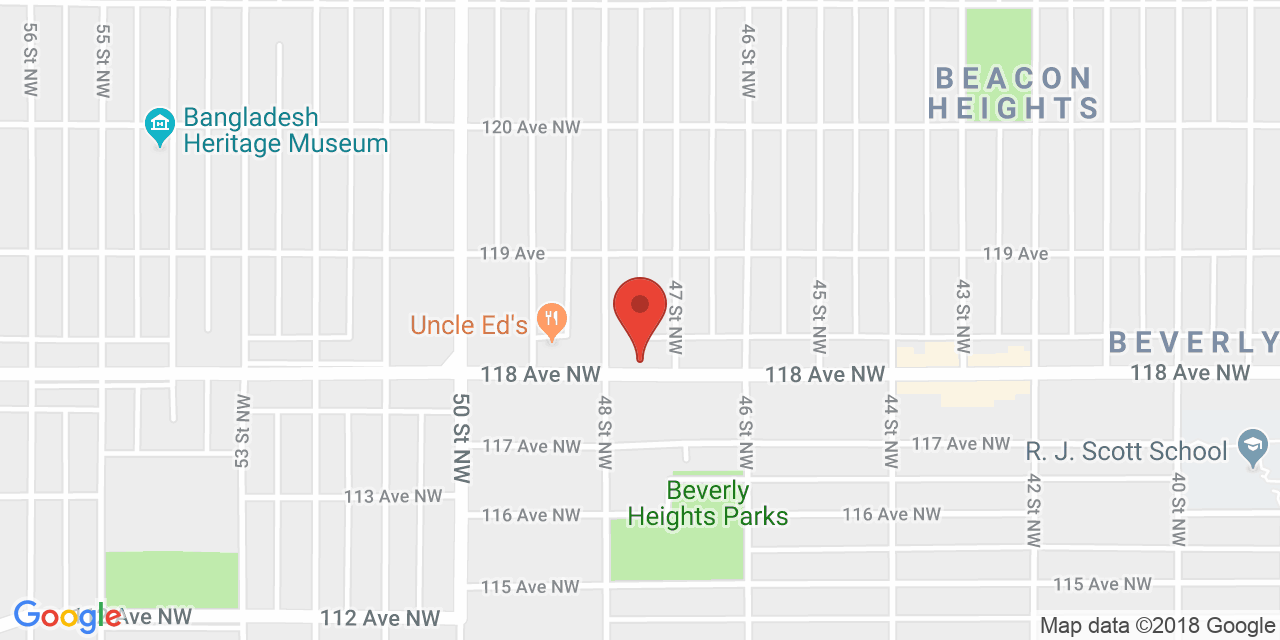 56 St NW
55 St NW
46 St NW
BEACON
HEIGHTS
Bangladesh
Heritage Museum
120 Ave NW
119 Ave
119 Ave
47 St NW
45 St NW
43 St NW
Uncle Ed's
BEVERLY
118 Ave NW
118 Ave NW
118 Ave NW
53 St NW
50 St NW
48 St NW
46 St NW
44 St NW
117 Ave NW
117 Ave NW
R. J. Scott School
42 St NW
40 St NW
113 Ave NW
Beverly
Heights Parks
116 Ave NW
116 Ave NW
115 Ave NW
115 Ave NW
Google
Ave NW
112 Ave NW
Map data ©2018 Google